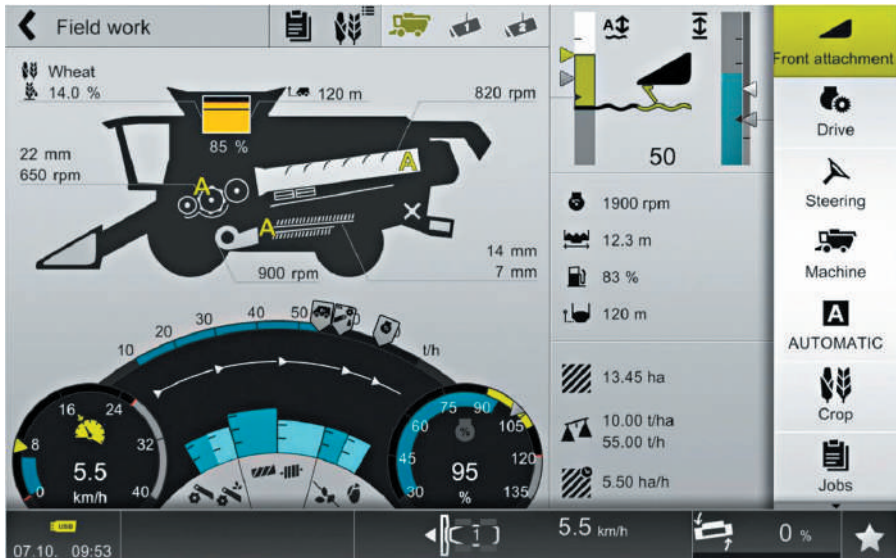 Field work
1
2
Front attachment
Wheat
14.0 %
120 m
820 rpm
A
85 %
22 mm
650 rpm
A
A
A
900 rpm
14 mm
7 mm
50
1900 rpm
12.3 m
83 %
120 m
13.45 ha
10.00 t/ha
55.00 t/h
5.50 ha/h
Drive
Steering
Machine
A
AUTOMATIC
Crop
Jobs
10 20 30 40 50 t/h
0 8 16 24 32 40
5.5
km/h
30 45 60 75 90 105 120 135
%
95
%
USB
07.10. 09:53
1
5.5 km/h
0 %